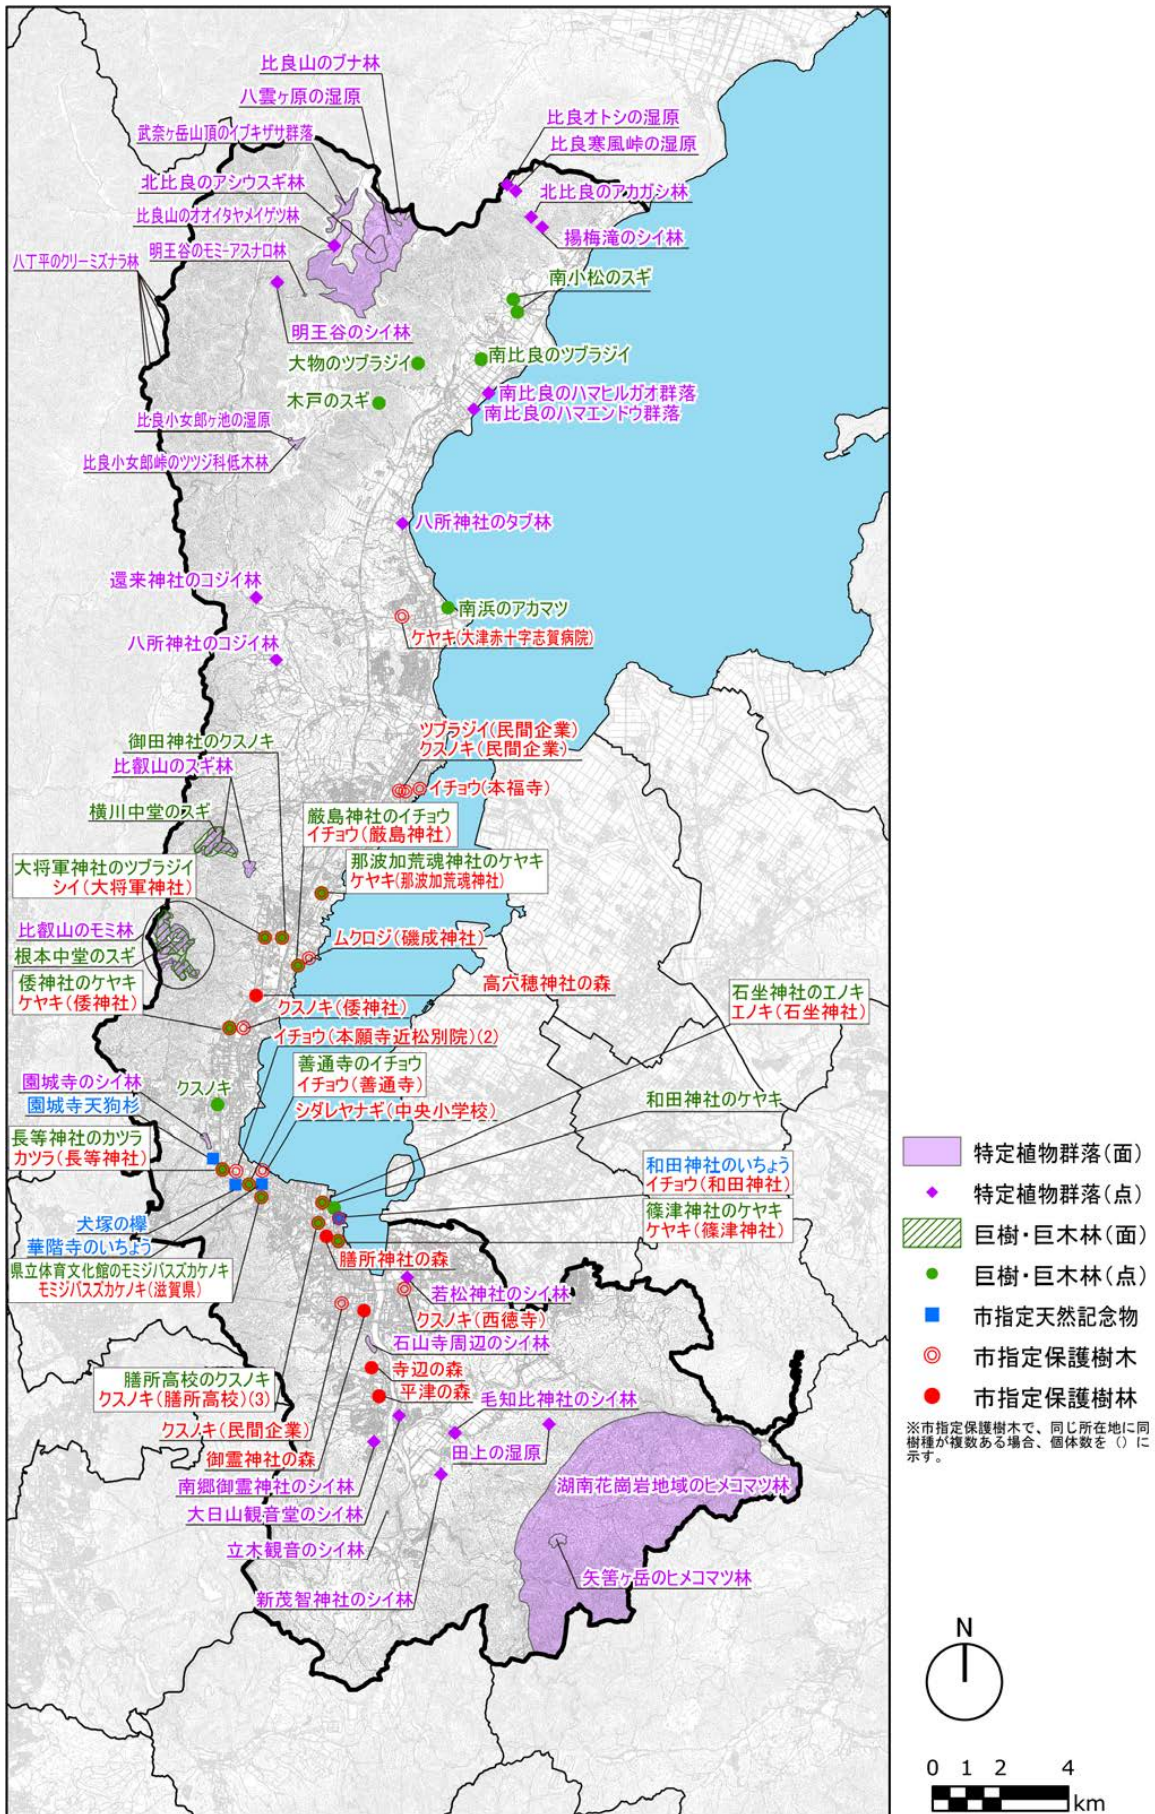 比良山のブナ林
八雲ヶ原の湿原
武奈ヶ岳山頂のイブキザサ群落
北比良のアシウスギ林
比良山のオオイタヤメイゲツ林
明王谷のモミーアスナロ林
八丁平のクリーミズナラ林
比良オトシの湿原
比良寒風峠の湿原
北比良のアカガシ林
楊梅滝のシイ林
南小松のスギ
明王谷のシイ林
大物のツブラジイ
南比良のツブラジイ
木戸のスギ
南比良のハマヒルガオ群落
南比良のハマエンドウ群落
比良小女郎ヶ池の湿原
比良小女郎峠のツツジ科低木林
八所神社のタブ林
還来神社のコジイ林
南浜のアカマツ
ケヤキ(大津赤十字志賀病院)
八所神社のコジイ林
ツブラジイ(民間企業)
クスノキ(民間企業)
御田神社のクスノキ
比叡山のスギ林
イチョウ(本福寺)
横川中堂のスギ
厳島神社のイチョウ
イチョウ(厳島神社)
大将軍神社のツブラジイ
シイ(大将軍神社)
那波加荒魂神社のケヤキ
ケヤキ(那波加荒魂神社)
比叡山のモミ林
根本中堂のスギ
ムクロジ(磯成神社)
倭神社のケヤキ
ケヤキ(倭神社)
高穴穂神社の森
クスノキ(倭神社)
石坐神社のエノキ
エノキ(石坐神社)
イチョウ(本願寺近松別院)(2)
善通寺のイチョウ
イチョウ(善通寺)
園城寺のシイ林
園城寺天狗杉
クスノキ
シダレヤナギ(中央小学校)
和田神社のケヤキ
長等神社のカツラ
カツラ(長等神社)
和田神社のいちょう
イチョウ(和田神社)
犬塚の欅
華階寺のいちょう
篠津神社のケヤキ
ケヤキ(篠津神社)
県立体育文化館のモミジバスズカケノキ
モミジバスズカケノキ(滋賀県)
膳所神社の森
若松神社のシイ林
クスノキ(西徳寺)
石山寺周辺のシイ林
膳所高校のクスノキ
クスノキ(膳所高校)(3)
寺辺の森
平津の森
毛知比神社のシイ林
クスノキ(民間企業)
御霊神社の森
田上の湿原
南郷御霊神社のシイ林
湖南花崗岩地域のヒメコマツ林
大日山観音堂のシイ林
立木観音のシイ林
矢筈ヶ岳のヒメコマツ林
新茂智神社のシイ林
特定植物群落(面)
特定植物群落(点)
巨樹・巨木林(面)
巨樹・巨木林(点)
市指定天然記念物
市指定保護樹木
市指定保護樹林
※市指定保護樹木で、同じ所在地に同
樹種が複数ある場合、個体数を()に
示す。
N
0 1 2 4
km